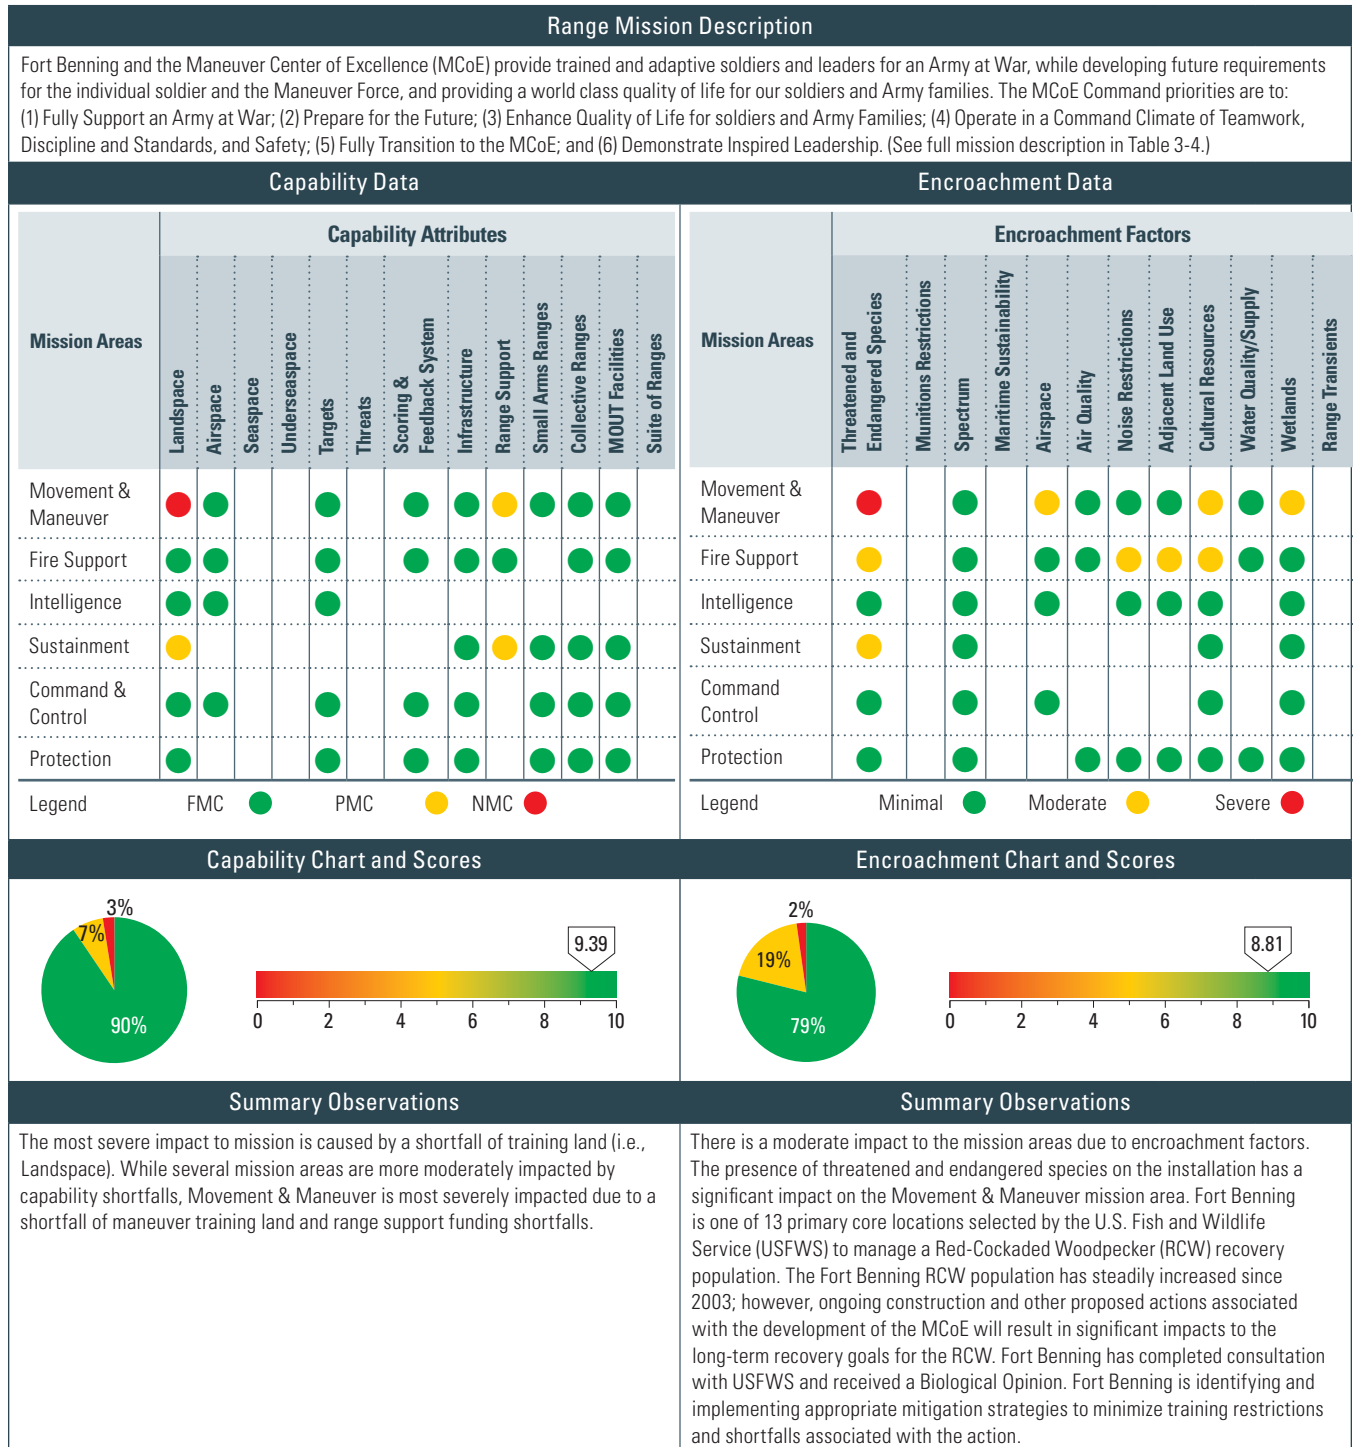 Range Mission Description
Fort Benning and the Maneuver Center of Excellence (MCoE) provide trained and adaptive soldiers and leaders for an Army at War, while developing future requirements
for the individual soldier and the Maneuver Force, and providing a world class quality of life for our soldiers and Army families. The MCoE Command priorities are to:
(1) Fully Support an Army at War; (2) Prepare for the Future; (3) Enhance Quality of Life for soldiers and Army Families; (4) Operate in a Command Climate of Teamwork,
Discipline and Standards, and Safety; (5) Fully Transition to the MCoE; and (6) Demonstrate Inspired Leadership. (See full mission description in Table 3-4.)
Capability Data
Capability Attributes
Mission Areas
Landspace
Airspace
Seaspace
Underseaspace
Targets
Threats
Scoring &
Feedback System
Infrastructure
Range Support
Small Arms Ranges
Collective Ranges
MOUT Facilities
Suite of Ranges
Movement &
Maneuver
Fire Support
Intelligence
Sustainment
Command &
Control
Protection
Legend FMC PMC NMC
Encroachment Data
Encroachment Factors
Mission Areas
Threatened and
Endangered Species
Munitions Restrictions
Spectrum
Maritime Sustainability
Airspace
Air Quality
Noise Restrictions
Adjacent Land Use
Cultural Resources
Water Quality/Supply
Wetlands
Range Transients
Movement &
Maneuver
Fire Support
Intelligence
Sustainment
Command
Control
Protection
Legend Minimal Moderate Severe
Capability Chart and Scores
3%
7%
90%
9.39
0 2 4 6 8 10
Encroachment Chart and Scores
2%
19%
79%
8.81
0 2 4 6 8 10
Summary Observations
The most severe impact to mission is caused by a shortfall of training land (i.e.,
Landspace). While several mission areas are more moderately impacted by
capability shortfalls, Movement & Maneuver is most severely impacted due to a
shortfall of maneuver training land and range support funding shortfalls.
Summary Observations
There is a moderate impact to the mission areas due to encroachment factors.
The presence of threatened and endangered species on the installation has a
significant impact on the Movement & Maneuver mission area. Fort Benning
is one of 13 primary core locations selected by the U.S. Fish and Wildlife
Service (USFWS) to manage a Red-Cockaded Woodpecker (RCW) recovery
population. The Fort Benning RCW population has steadily increased since
2003; however, ongoing construction and other proposed actions associated
with the development of the MCoE will result in significant impacts to the
long-term recovery goals for the RCW. Fort Benning has completed consultation
with USFWS and received a Biological Opinion. Fort Benning is identifying and
implementing appropriate mitigation strategies to minimize training restrictions
and shortfalls associated with the action.